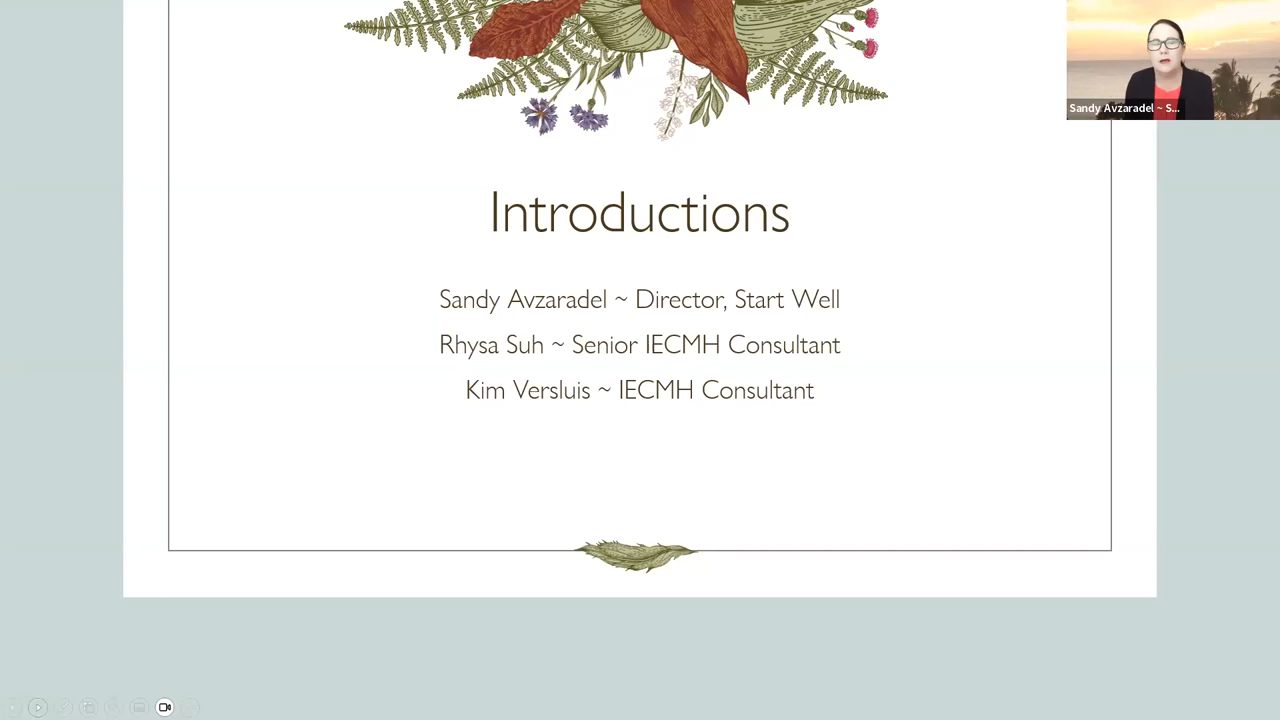 Sandy Avzaradel ~ S...
Introductions
Sandy Avzaradel ~ Director, Start Well
Rhysa Suh ~ Senior IECMH Consultant
Kim Versluis ~ IECMH Consultant